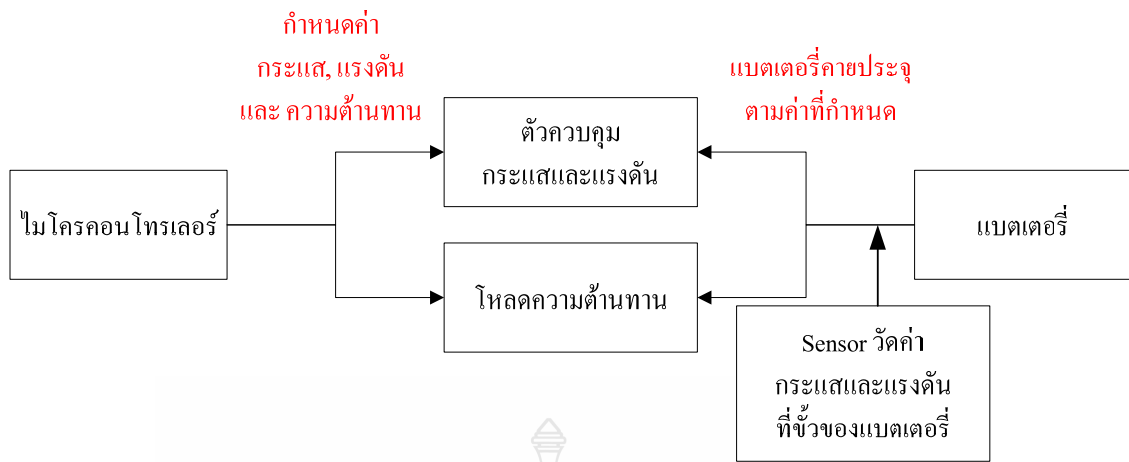 กำหนดค่า
กระแส, แรงดัน
และ ความต้านทาน
แบตเตอรี่คายประจุ
ตามค่าที่กำหนด
ตัวควบคุม
กระแสและแรงดัน
ไมโครคอนโทรเลอร์
แบตเตอรี่
โหลดความต้านทาน
Sensor วัดค่า
กระแสและแรงดัน
ที่ขั้วของแบตเตอรี่